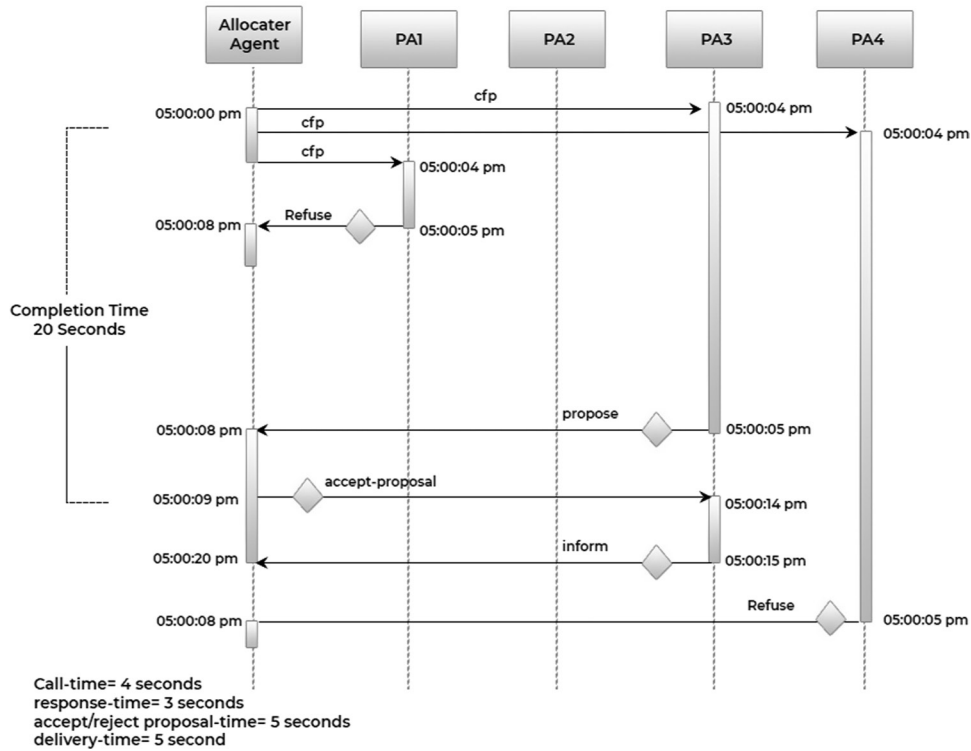 Allocater
Agent
PA1
PA2
PA3
PA4
cfp
05:00:00 pm
05:00:04 pm
cfp
05:00:04 pm
cfp
05:00:04 pm
Refuse
05:00:08 pm
05:00:05 pm
Completion Time
20 Seconds
propose
05:00:08 pm
05:00:05 pm
accept-proposal
05:00:09 pm
05:00:14 pm
inform
05:00:20 pm
05:00:15 pm
Refuse
05:00:08 pm
05:00:05 pm
Call-time= 4 seconds
response-time= 3 seconds
accept/reject proposal-time= 5 seconds
delivery-time= 5 second